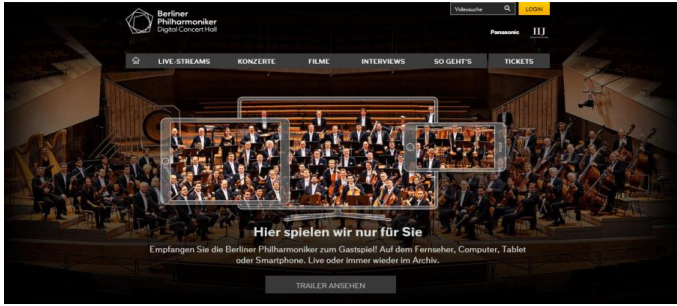 Berliner
Philharmoniker
Digital Concert Hall
Videosuche
LOGIN
Panasonic
IIJ
LIVE-STREAMS KONZERTE FILME INTERVIEWS SO GEHT'S TICKETS
Hier spielen wir nur für Sie
Empfangen Sie die Berliner Philharmoniker zum Gastspiel! Auf dem Fernseher, Computer, Tablet
oder Smartphone. Live oder immer wieder im Archiv.
TRAILER ANSEHEN